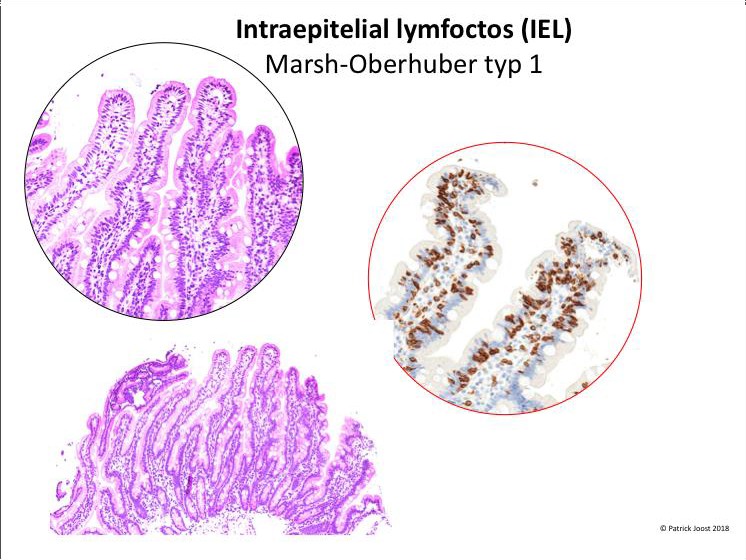 Intraepitelial lymfoctos (IEL)
Marsh-Oberhuber typ 1
© Patrick Joost 2018